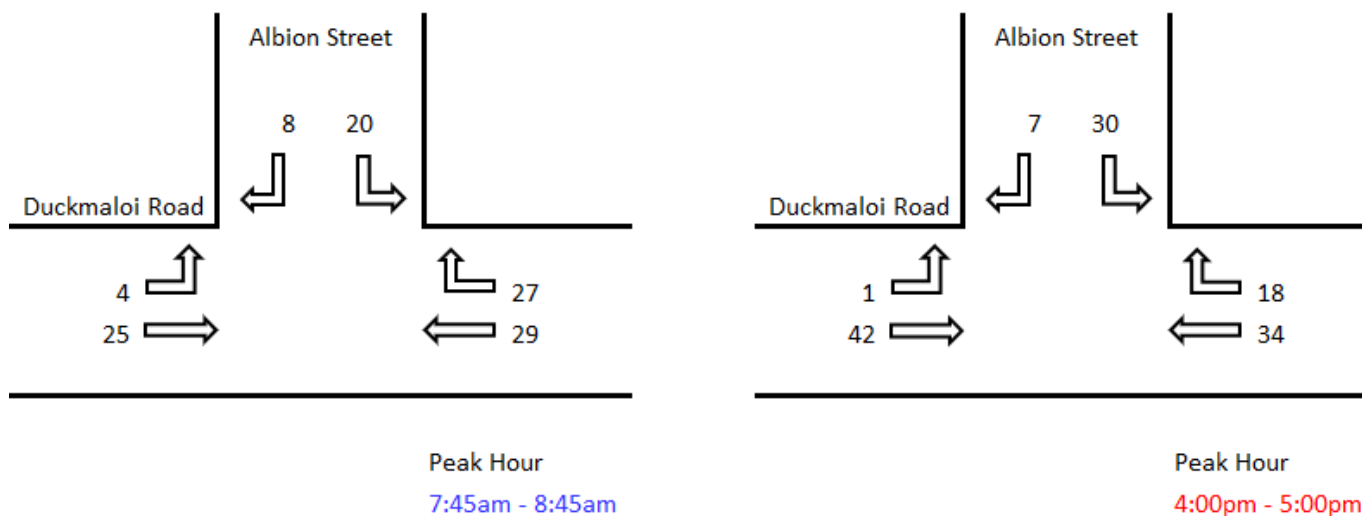 Albion Street
8 20
Duckmaloi Road
4
27
25
29
Peak Hour
7:45am - 8:45am
Albion Street
7 30
Duckmaloi Road
1
18
42
34
Peak Hour
4:00pm - 5:00pm